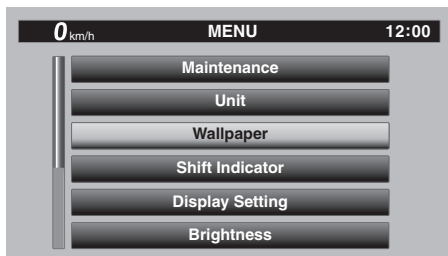 0 km/h MENU 12:00
Maintenance
Unit
Wallpaper
Shift Indicator
Display Setting
Brightness